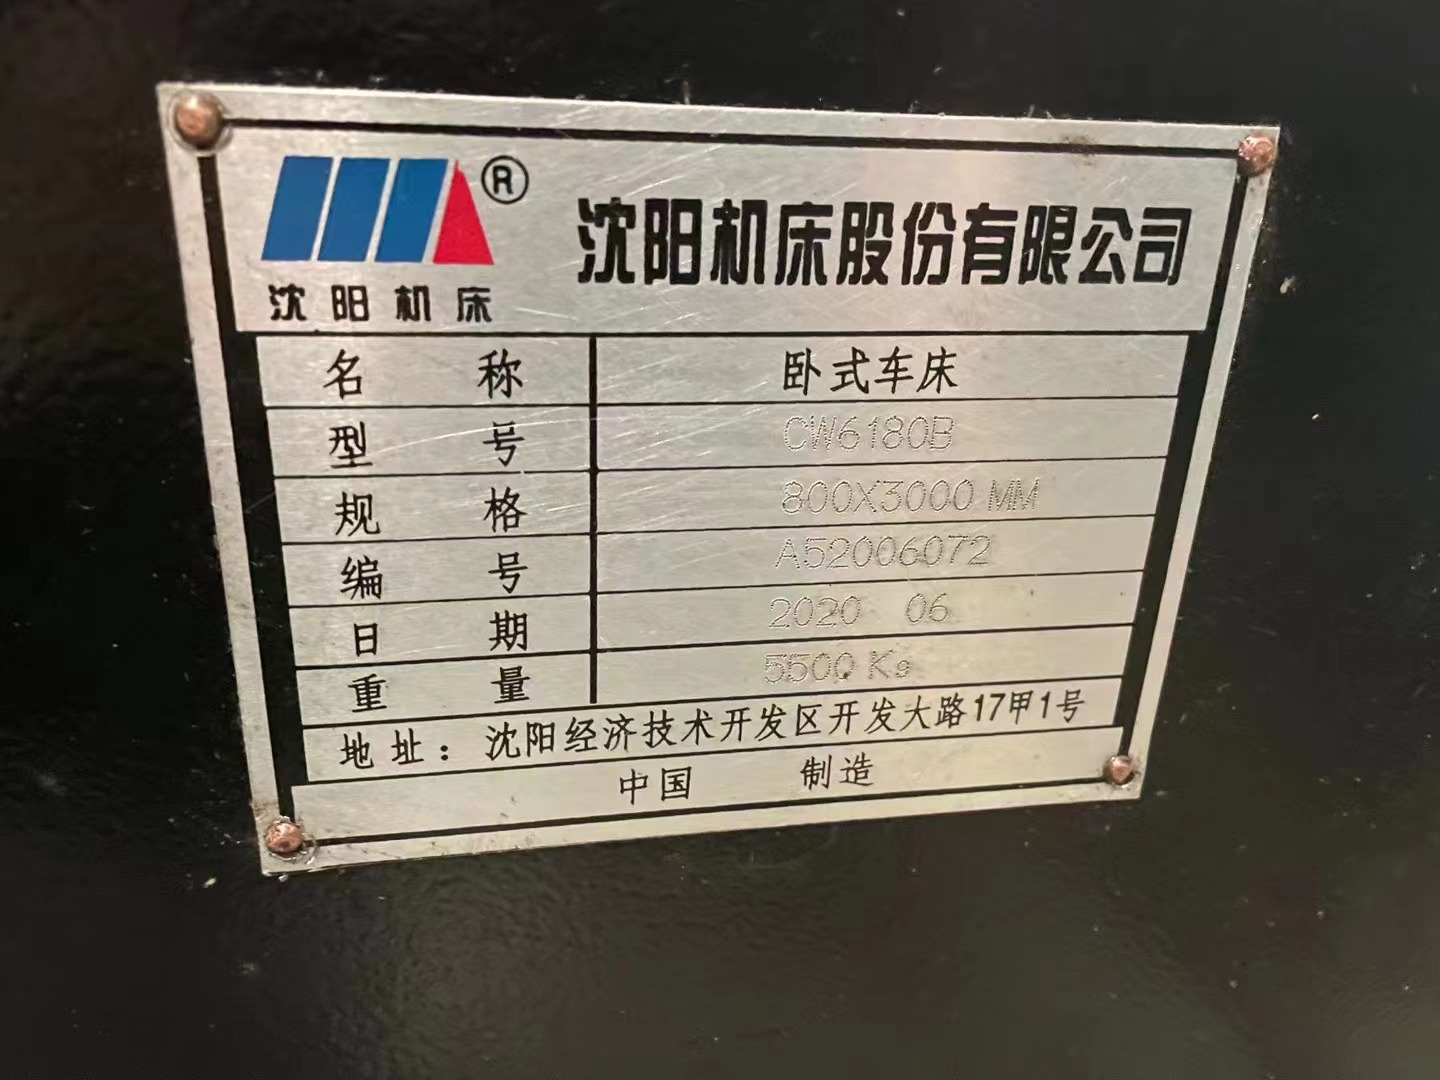 ®
沈阳机床
沈阳机床股份有限公司
名称 卧式车床
型号 CW6180B
规格 800X3000 MM
编号 A52006072
日期 2020 06
重量 5500 Kg
地址：沈阳经济技术开发区开发大路17甲1号
中国 制造